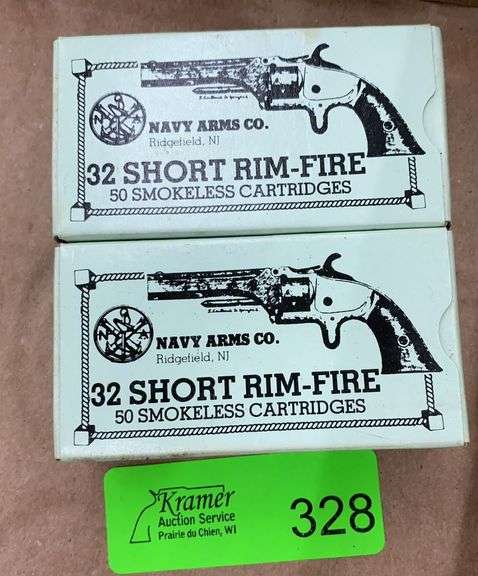 NAVY ARMS CO.
Ridgefield, NJ
32 SHORT RIM-FIRE
50 SMOKELESS CARTRIDGES
NAVY ARMS CO.
Ridgefield, NJ
32 SHORT RIM-FIRE
50 SMOKELESS CARTRIDGES
Kramer
Auction Service
Prairie du Chien, WI
328